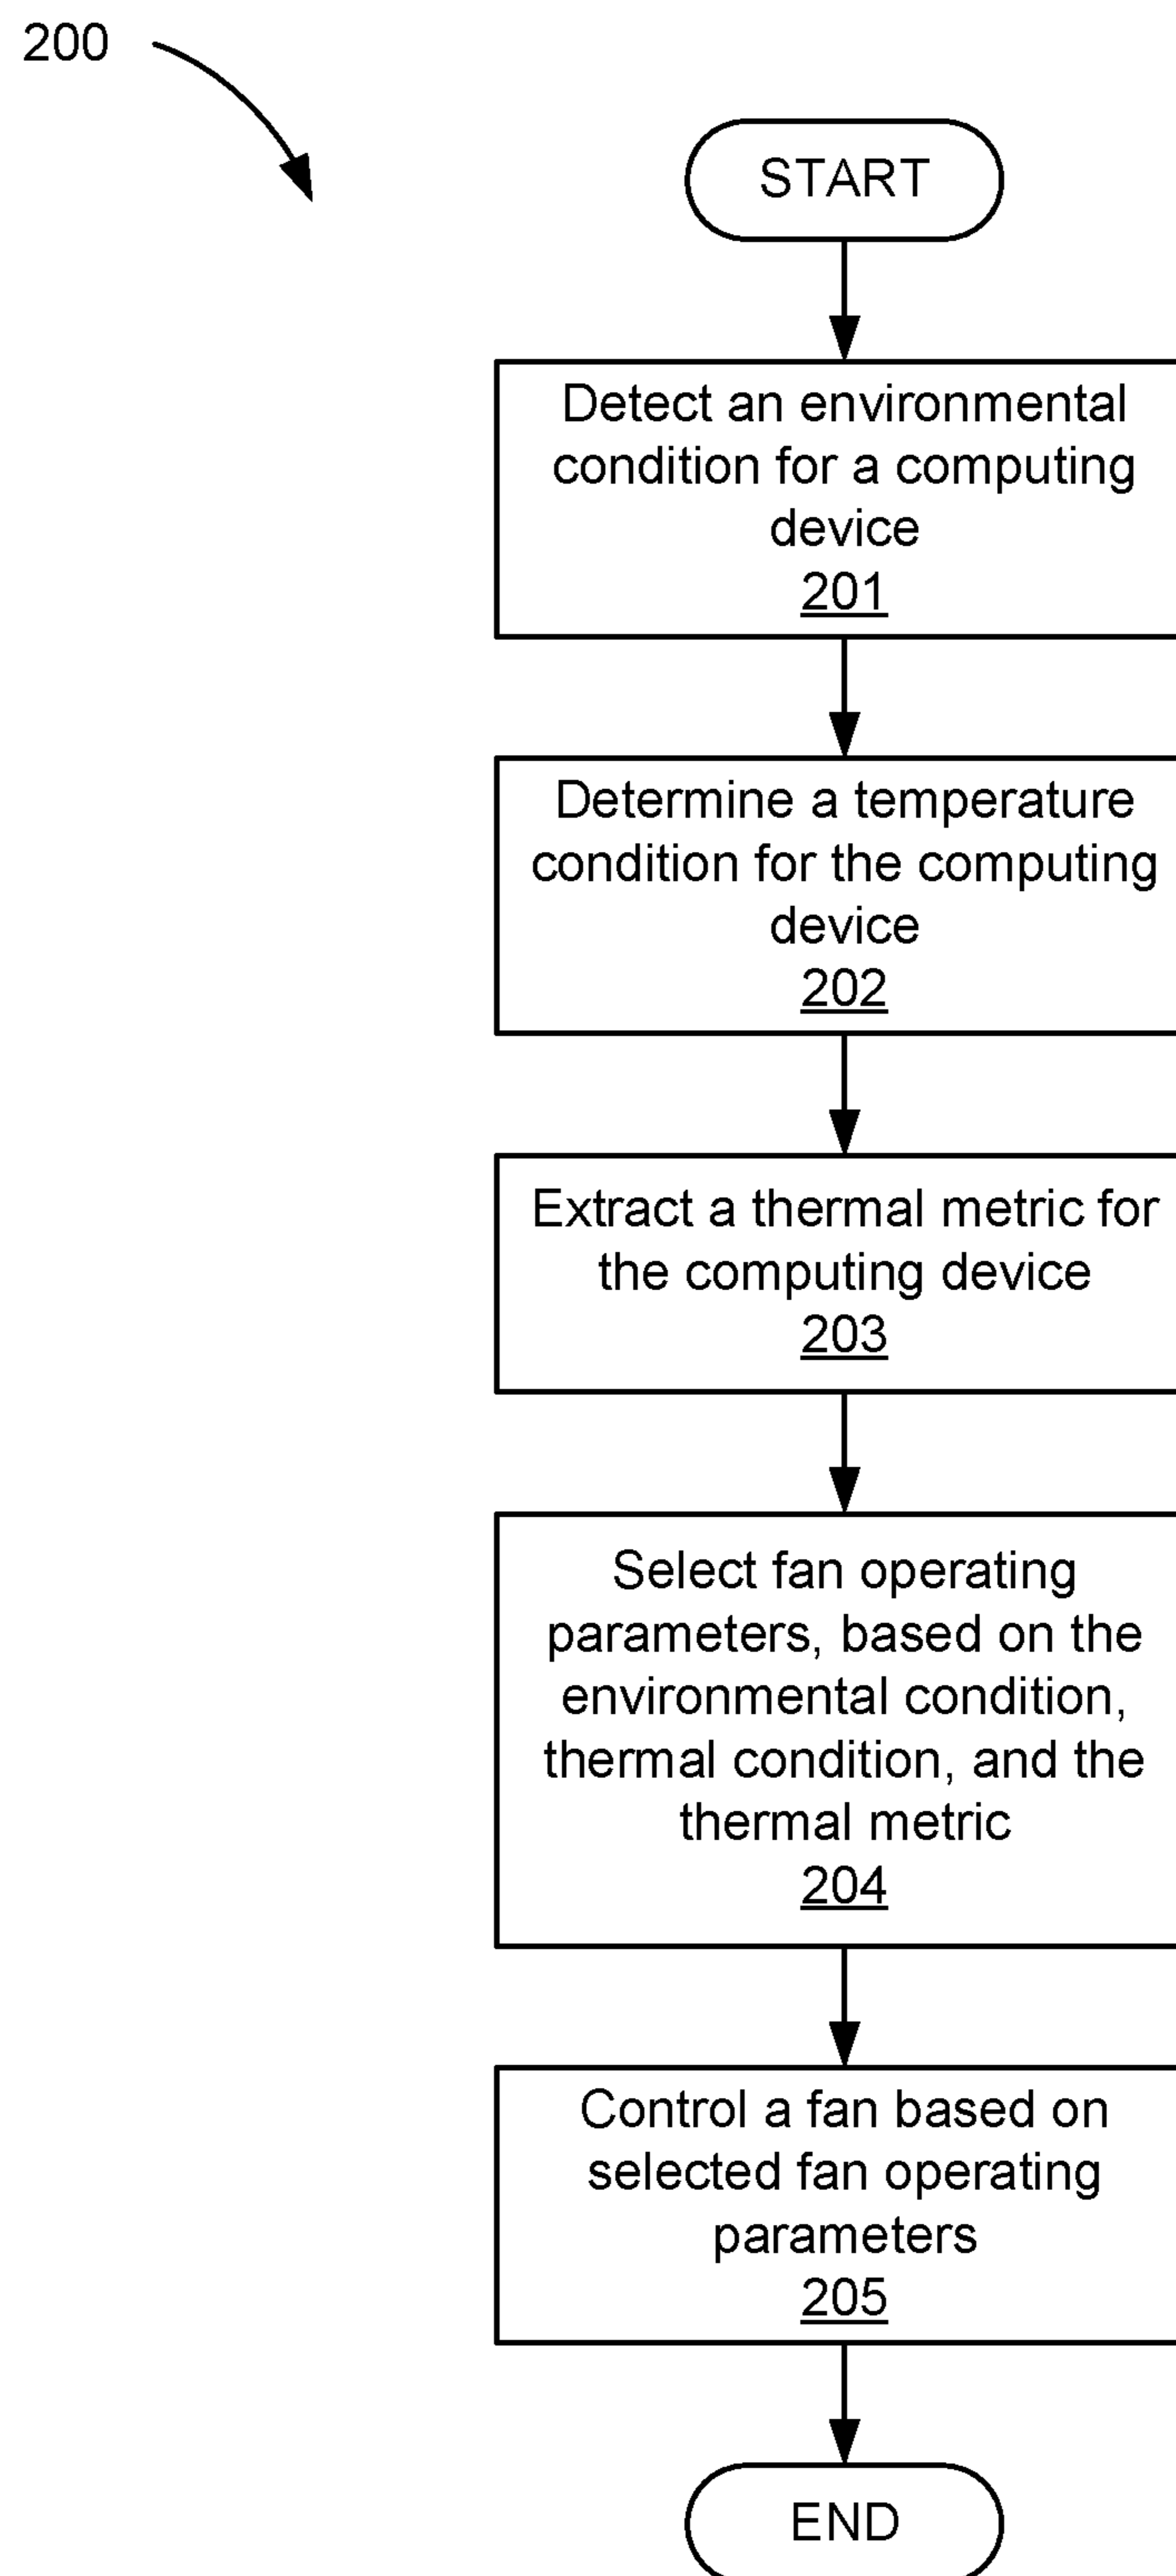 200
START
Detect an environmental
condition for a computing
device
201
Determine a temperature
condition for the computing
device
202
Extract a thermal metric for
the computing device
203
Select fan operating
parameters, based on the
environmental condition,
thermal condition, and the
thermal metric
204
Control a fan based on
selected fan operating
parameters
205
END